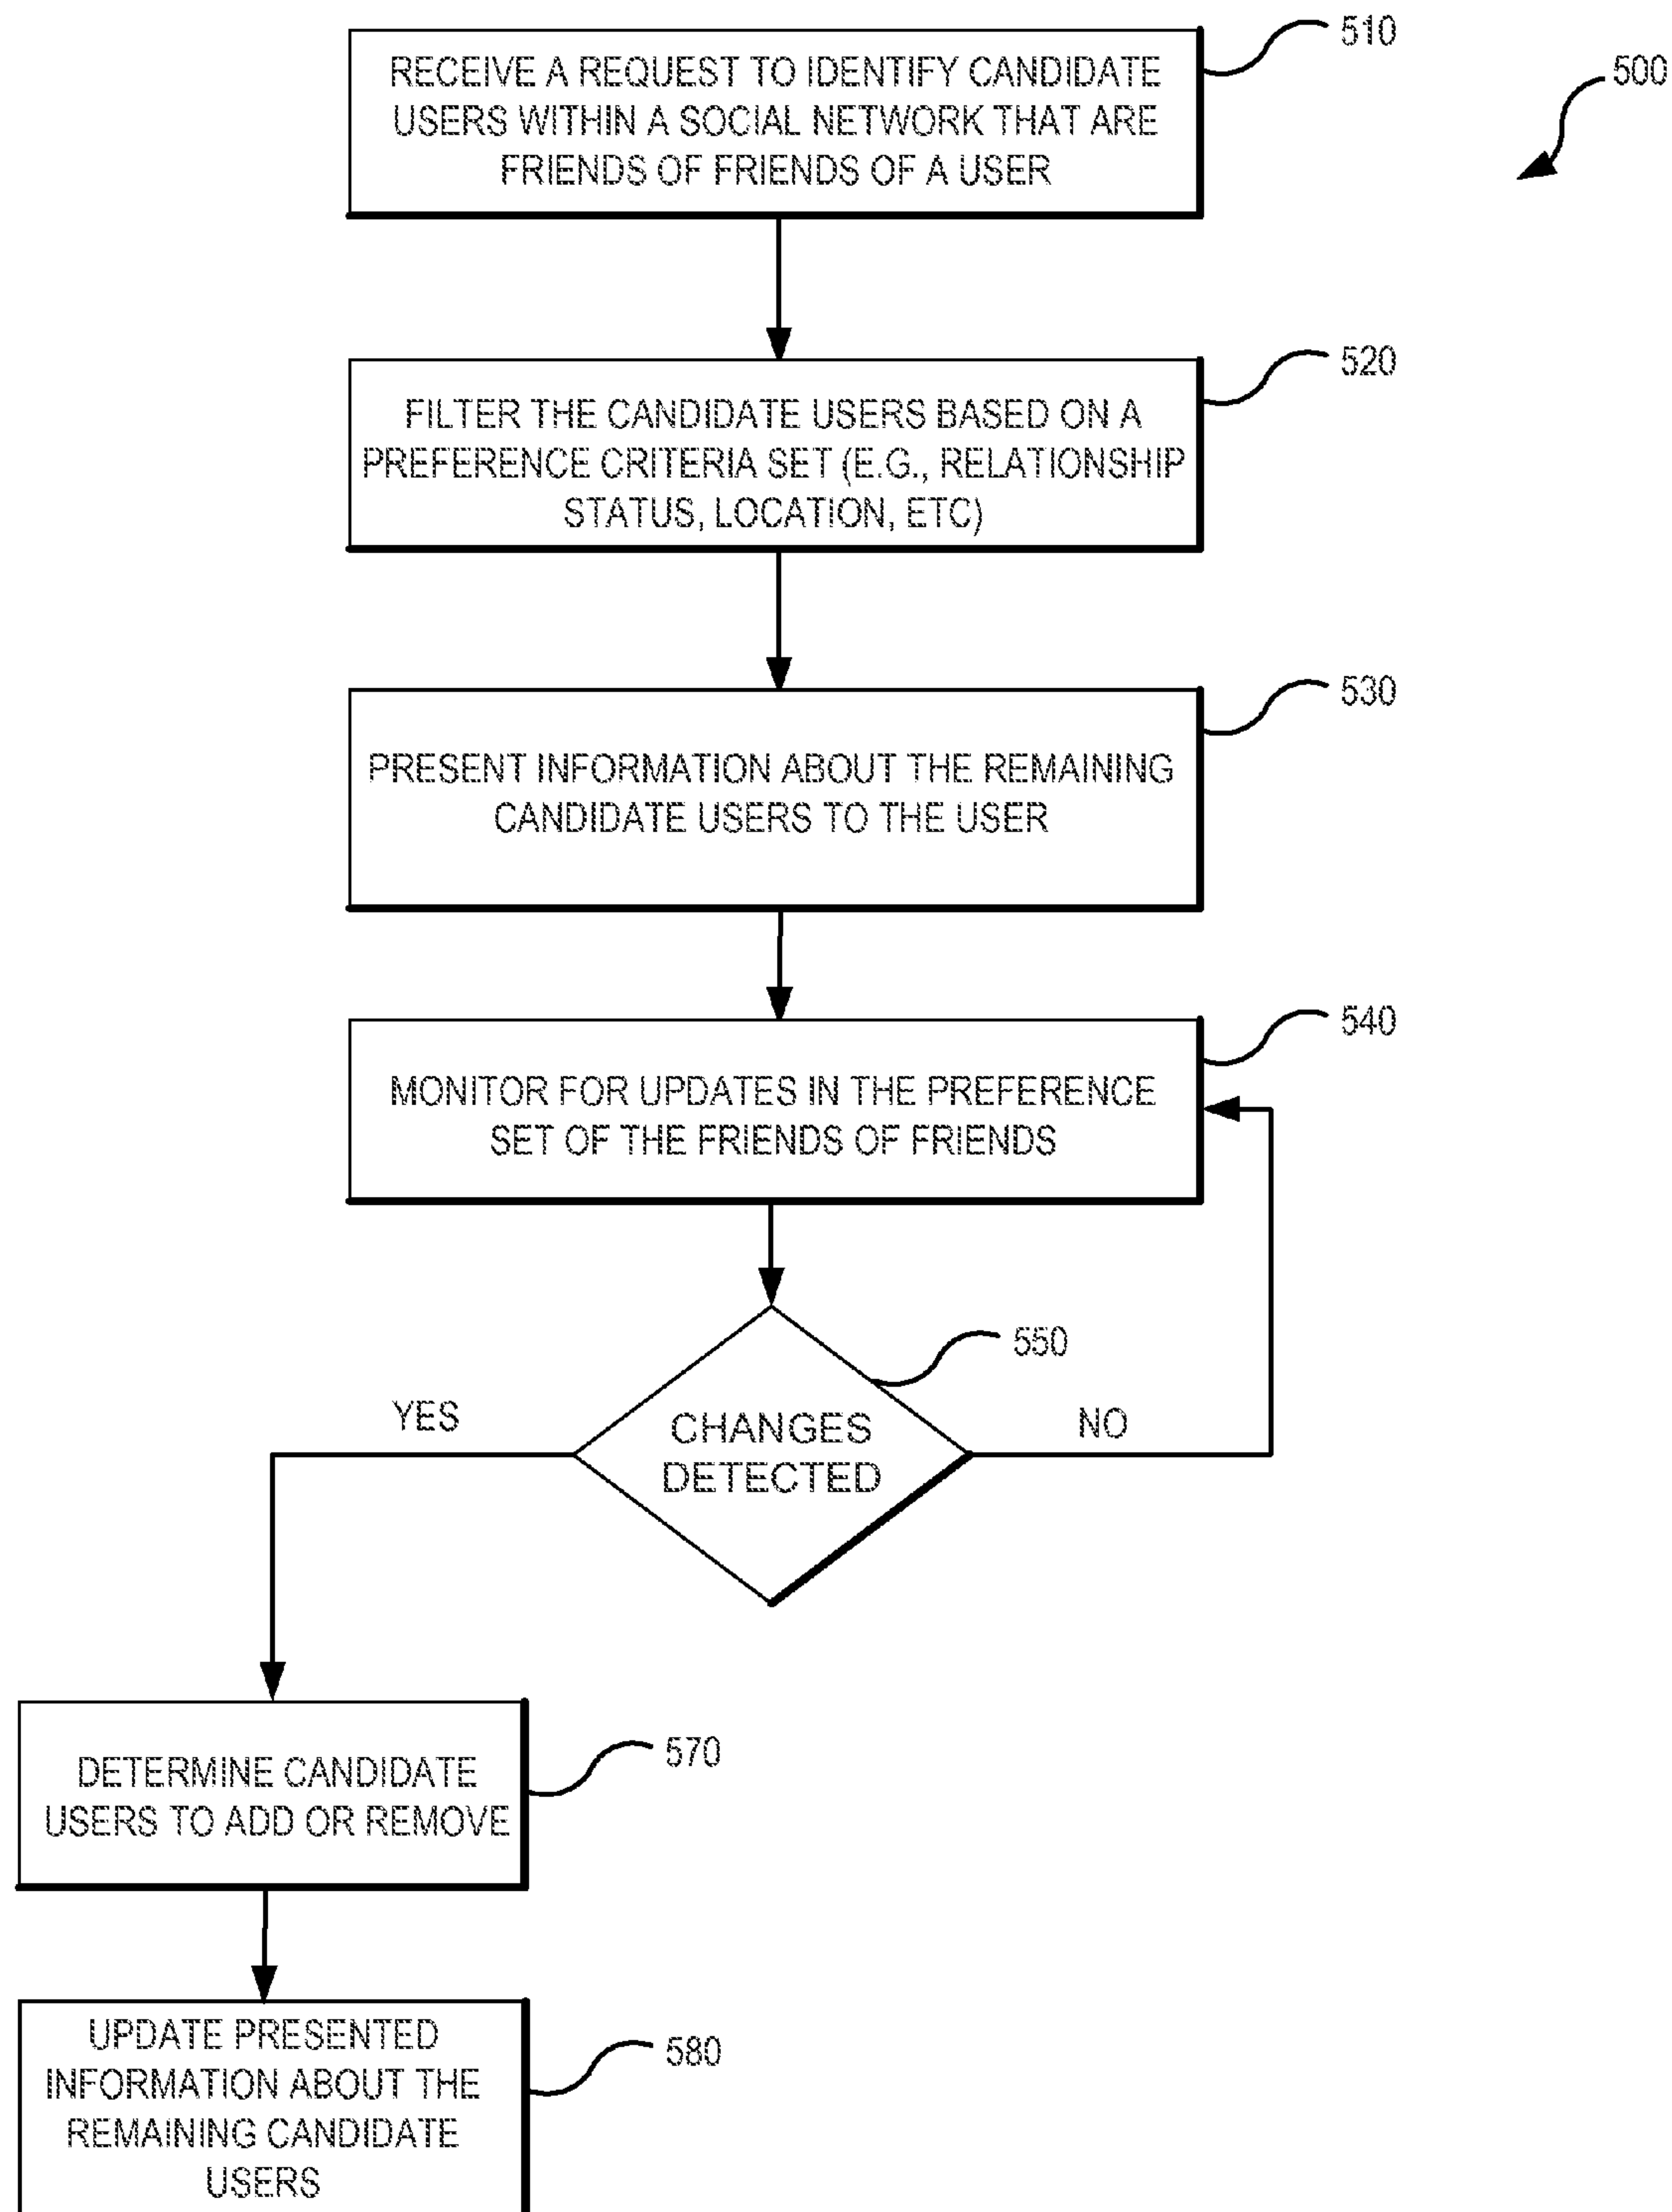 510
500
RECEIVE A REQUEST TO IDENTIFY CANDIDATE
USERS WITHIN A SOCIAL NETWORK THAT ARE
FRIENDS OF FRIENDS OF A USER
520
FILTER THE CANDIDATE USERS BASED ON A
PREFERENCE CRITERIA SET (E.G., RELATIONSHIP
STATUS, LOCATION, ETC)
530
PRESENT INFORMATION ABOUT THE REMAINING
CANDIDATE USERS TO THE USER
540
MONITOR FOR UPDATES IN THE PREFERENCE
SET OF THE FRIENDS OF FRIENDS
550
YES
NO
CHANGES
DETECTED
570
DETERMINE CANDIDATE
USERS TO ADD OR REMOVE
580
UPDATE PRESENTED
INFORMATION ABOUT THE
REMAINING CANDIDATE
USERS